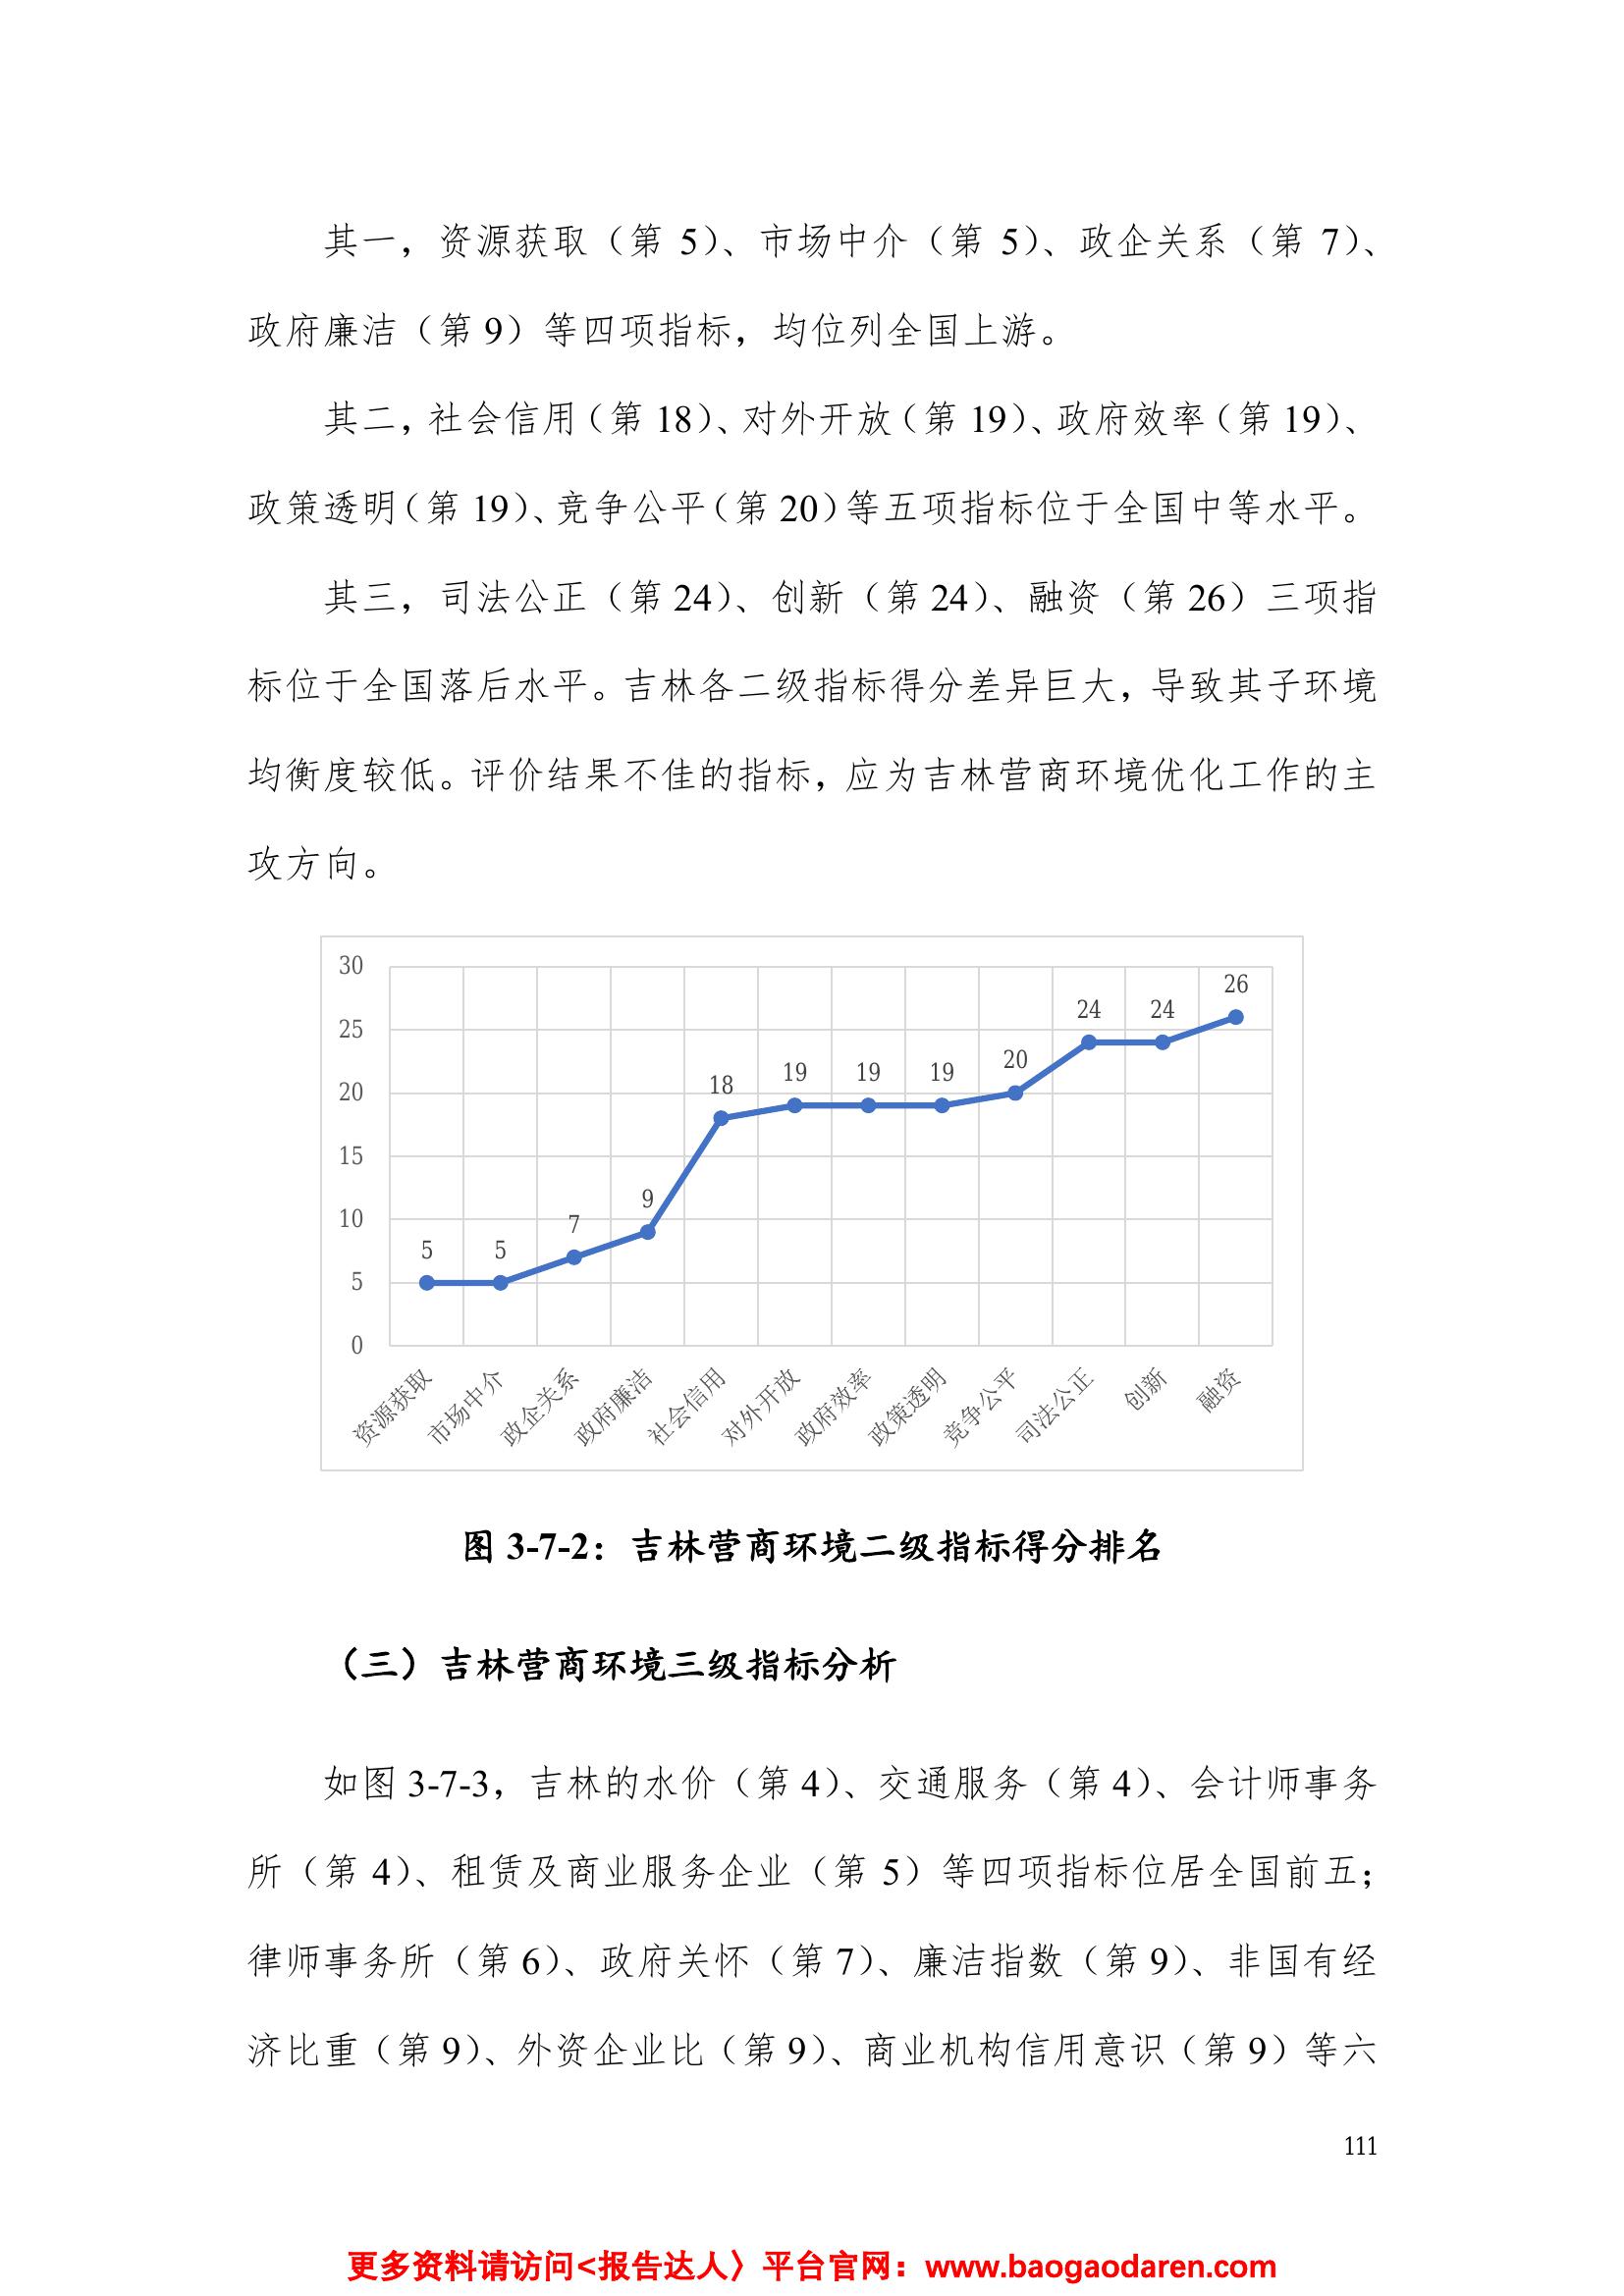 其一，资源获取（第 5）、市场中介（第 5）、政企关系（第 7）、
政府廉洁（第 9）等四项指标，均位列全国上游。
其二，社会信用（第 18）、对外开放（第 19）、政府效率（第 19）、
政策透明（第 19）、竞争公平（第 20）等五项指标位于全国中等水平。
其三，司法公正（第 24）、创新（第 24）、融资（第 26）三项指
标位于全国落后水平。吉林各二级指标得分差异巨大，导致其子环境
均衡度较低。评价结果不佳的指标，应为吉林营商环境优化工作的主
攻方向。
30
25
20
15
10
5
0
5
5
7
9
18
19
19
19
20
24
24
26
资源获取
市场中介
政企关系
政府廉洁
社会信用
对外开放
政府效率
政策透明
竞争公平
司法公正
创新
融资
图 3-7-2：吉林营商环境二级指标得分排名
（三）吉林营商环境三级指标分析
如图 3-7-3，吉林的水价（第 4）、交通服务（第 4）、会计师事务
所（第 4）、租赁及商业服务企业（第 5）等四项指标位居全国前五；
律师事务所（第 6）、政府关怀（第 7）、廉洁指数（第 9）、非国有经
济比重（第 9）、外资企业比（第 9）、商业机构信用意识（第 9）等六
111
更多资料请访问<报告达人〉平台官网：www.baogaodaren.com